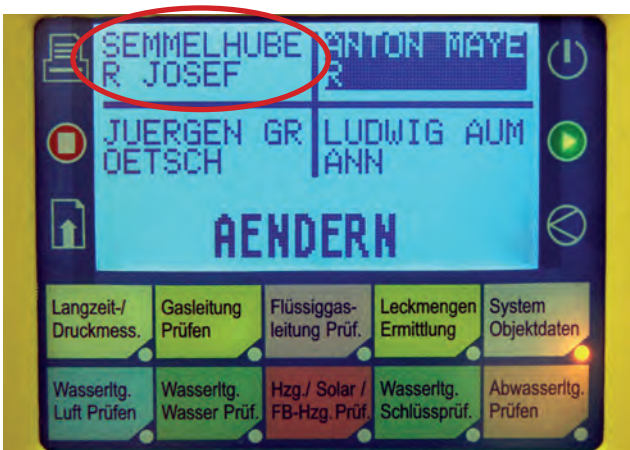 SEMMELHUBE
R JOSEF
ANTON MAYE
R
JUERGEN GR
OETSCH
LUDWIG AUM
ANN
AENDERN
Langzeit-/
Druckmess.
Gasleitung
Prüfen
Flüssiggas-
leitung Prüf.
Leckmengen
Ermittlung
System
Objektdaten
Wasserltg.
Luft Prüfen
Wasserltg.
Wasser Prüf.
Hzg./ Solar /
FB-Hzg.Prüf.
Wasserltg.
Schlüssprüf.
Abwasserltg.
Prüfen